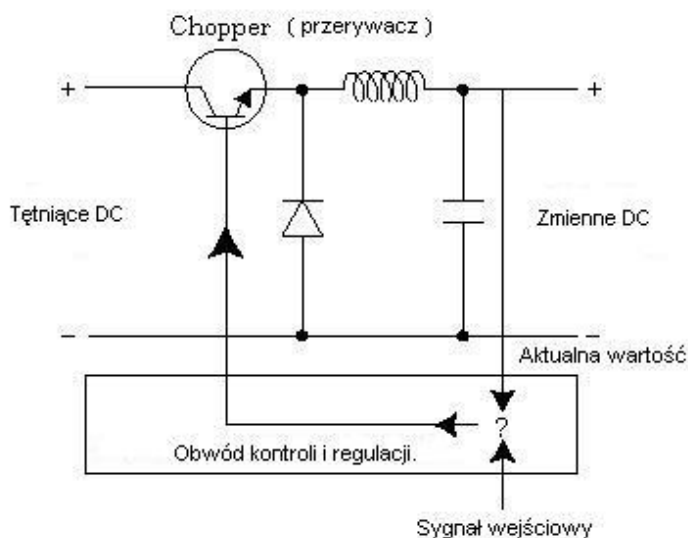 Chopper ( przerywacz )
+ +
Tętniące DC
Zmienne DC
− −
Aktualna wartość
?
Obwód kontroli i regulacji.
Sygnał wejściowy